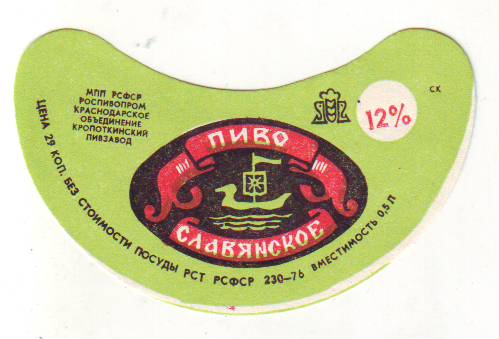 МПП РСФСР
РОСПИВОПРОМ
КРАСНОДАРСКОЕ
ОБЪЕДИНЕНИЕ
КРОПОТКИНСКИЙ
ПИВЗАВОД
СК
12%
ПИВО
СЛАВЯНСКОЕ
ЦЕНА 29 КОП. БЕЗ СТОИМОСТИ ПОСУДЫ РСТ РСФСР 230-76 ВМЕСТИМОСТЬ 0,5 Л